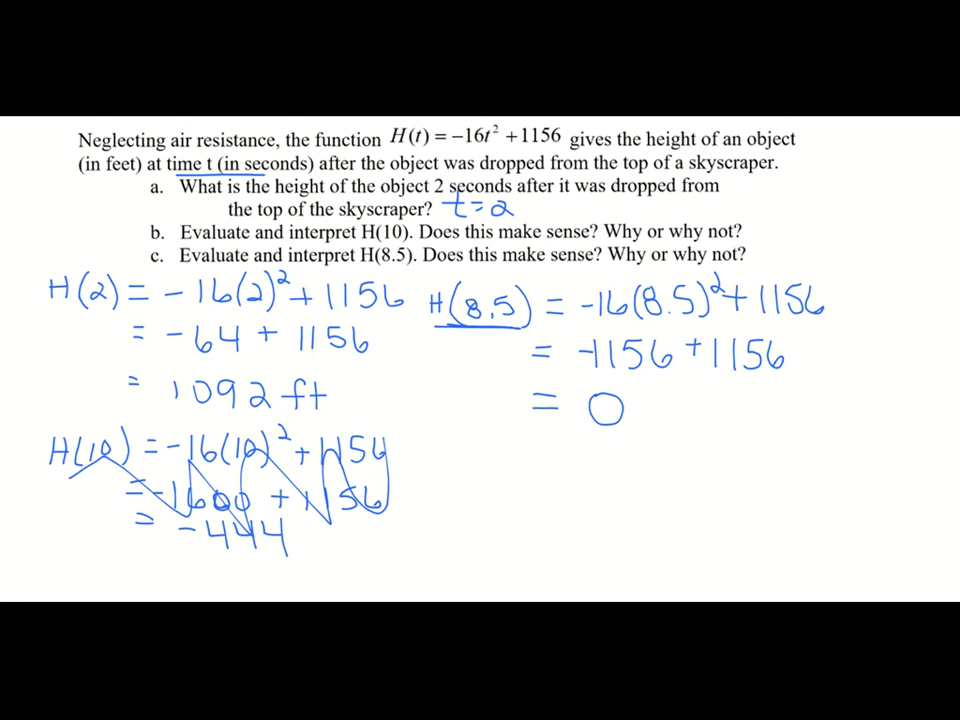 Neglecting air resistance, the function H(t) = −16t² + 1156 gives the height of an object
(in feet) at time t (in seconds) after the object was dropped from the top of a skyscraper.
a. What is the height of the object 2 seconds after it was dropped from
the top of the skyscraper? t = 2
b. Evaluate and interpret H(10). Does this make sense? Why or why not?
c. Evaluate and interpret H(8.5). Does this make sense? Why or why not?
H(2) = -16(2)² + 1156
= -64 + 1156
= 1092 ft
H(10) = -16(10)² + 1156
= -1600 + 1156
= -444
H(8.5) = -16(8.5)² + 1156
= -1156 + 1156
= 0